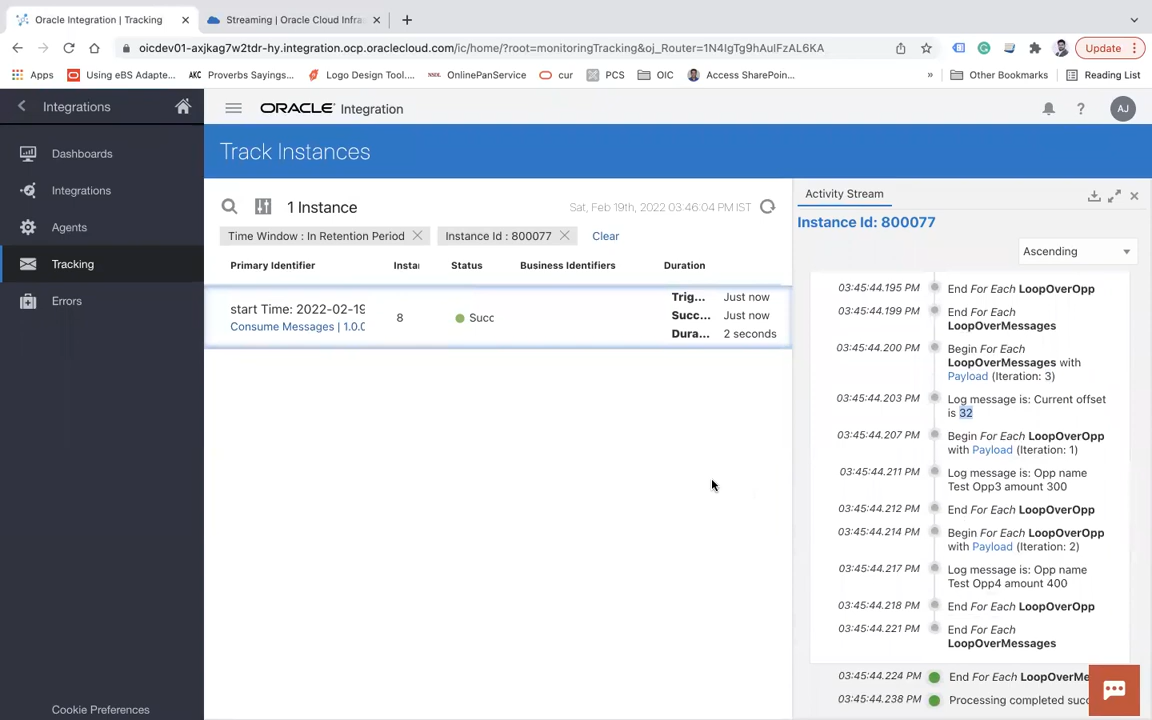 Oracle Integration | Tracking
Streaming | Oracle Cloud Infra
oicdev01-axjkag7w2tdr-hy.integration.ocp.oraclecloud.com/ic/home/?root=monitoringTracking&oj_Router=1N4IgTg9hAulFzAL6KA
Update
Apps
Using eBS Adapte...
AKC Proverbs Sayings...
Logo Design Tool....
OnlinePanService
cur
PCS
OIC
Access SharePoin...
»
Other Bookmarks
Reading List
Integrations
ORACLE Integration
AJ
Dashboards
Integrations
Agents
Tracking
Errors
Cookie Preferences
Track Instances
1 Instance
Sat, Feb 19th, 2022 03:46:04 PM IST
Time Window : In Retention Period
Instance Id : 800077
Clear
Primary Identifier
Insta
Status
Business Identifiers
Duration
start Time: 2022-02-19
Consume Messages | 1.0.0
8
Succ
Trig... Just now
Succ... Just now
Dura... 2 seconds
Activity Stream
Instance Id: 800077
Ascending
03:45:44.195 PM End For Each LoopOverOpp
03:45:44.199 PM End For Each
LoopOverMessages
03:45:44.200 PM Begin For Each
LoopOverMessages with
Payload (Iteration: 3)
03:45:44.203 PM Log message is: Current offset
is 32
03:45:44.207 PM Begin For Each LoopOverOpp
with Payload (Iteration: 1)
03:45:44.211 PM Log message is: Opp name
Test Opp3 amount 300
03:45:44.212 PM End For Each LoopOverOpp
03:45:44.214 PM Begin For Each LoopOverOpp
with Payload (Iteration: 2)
03:45:44.217 PM Log message is: Opp name
Test Opp4 amount 400
03:45:44.218 PM End For Each LoopOverOpp
03:45:44.221 PM End For Each
LoopOverMessages
03:45:44.224 PM End For Each LoopOverMe
03:45:44.238 PM Processing completed succ